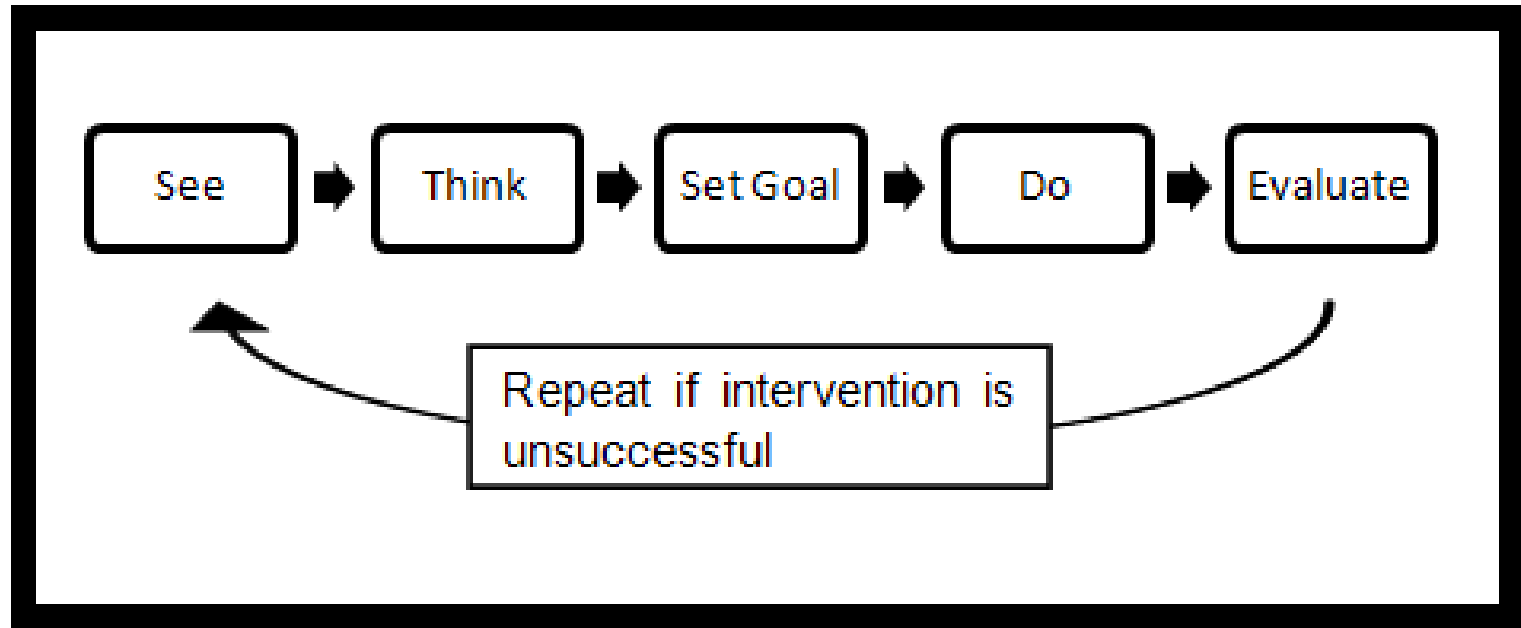 See
Think
Set Goal
Do
Evaluate
Repeat if intervention is
unsuccessful